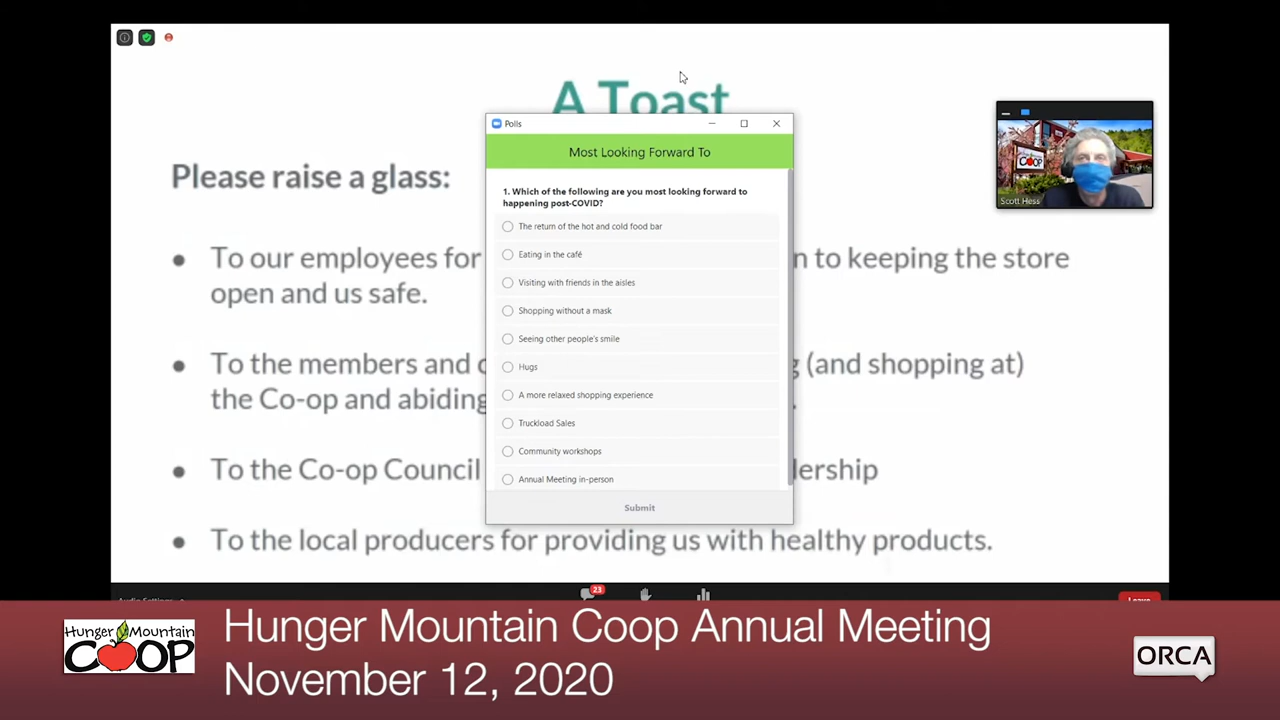 A Toast
Please raise a glass:
To our employees for
n to keeping the store
open and us safe.
To the members and
g (and shopping at)
the Co-op and abiding
To the Co-op Council
dership
To the local producers for providing us with healthy products.
Polls
Most Looking Forward To
1. Which of the following are you most looking forward to
happening post-COVID?
The return of the hot and cold food bar
Eating in the café
Visiting with friends in the aisles
Shopping without a mask
Seeing other people's smile
Hugs
A more relaxed shopping experience
Truckload Sales
Community workshops
Annual Meeting in-person
Submit
COOP
Scott Hess
23
Hunger Mountain
COOP
Hunger Mountain Coop Annual Meeting
November 12, 2020
ORCA